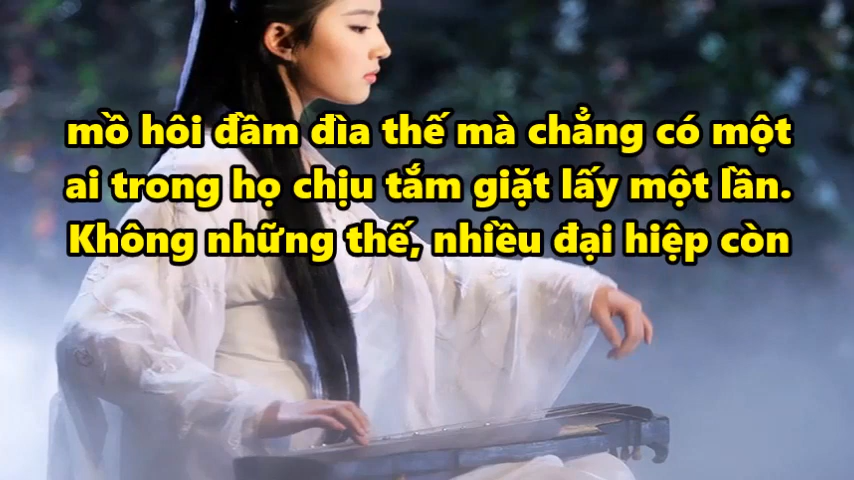 mồ hôi đầm đìa thế mà chẳng có một
ai trong họ chịu tắm giặt lấy một lần.
Không những thế, nhiều đại hiệp còn